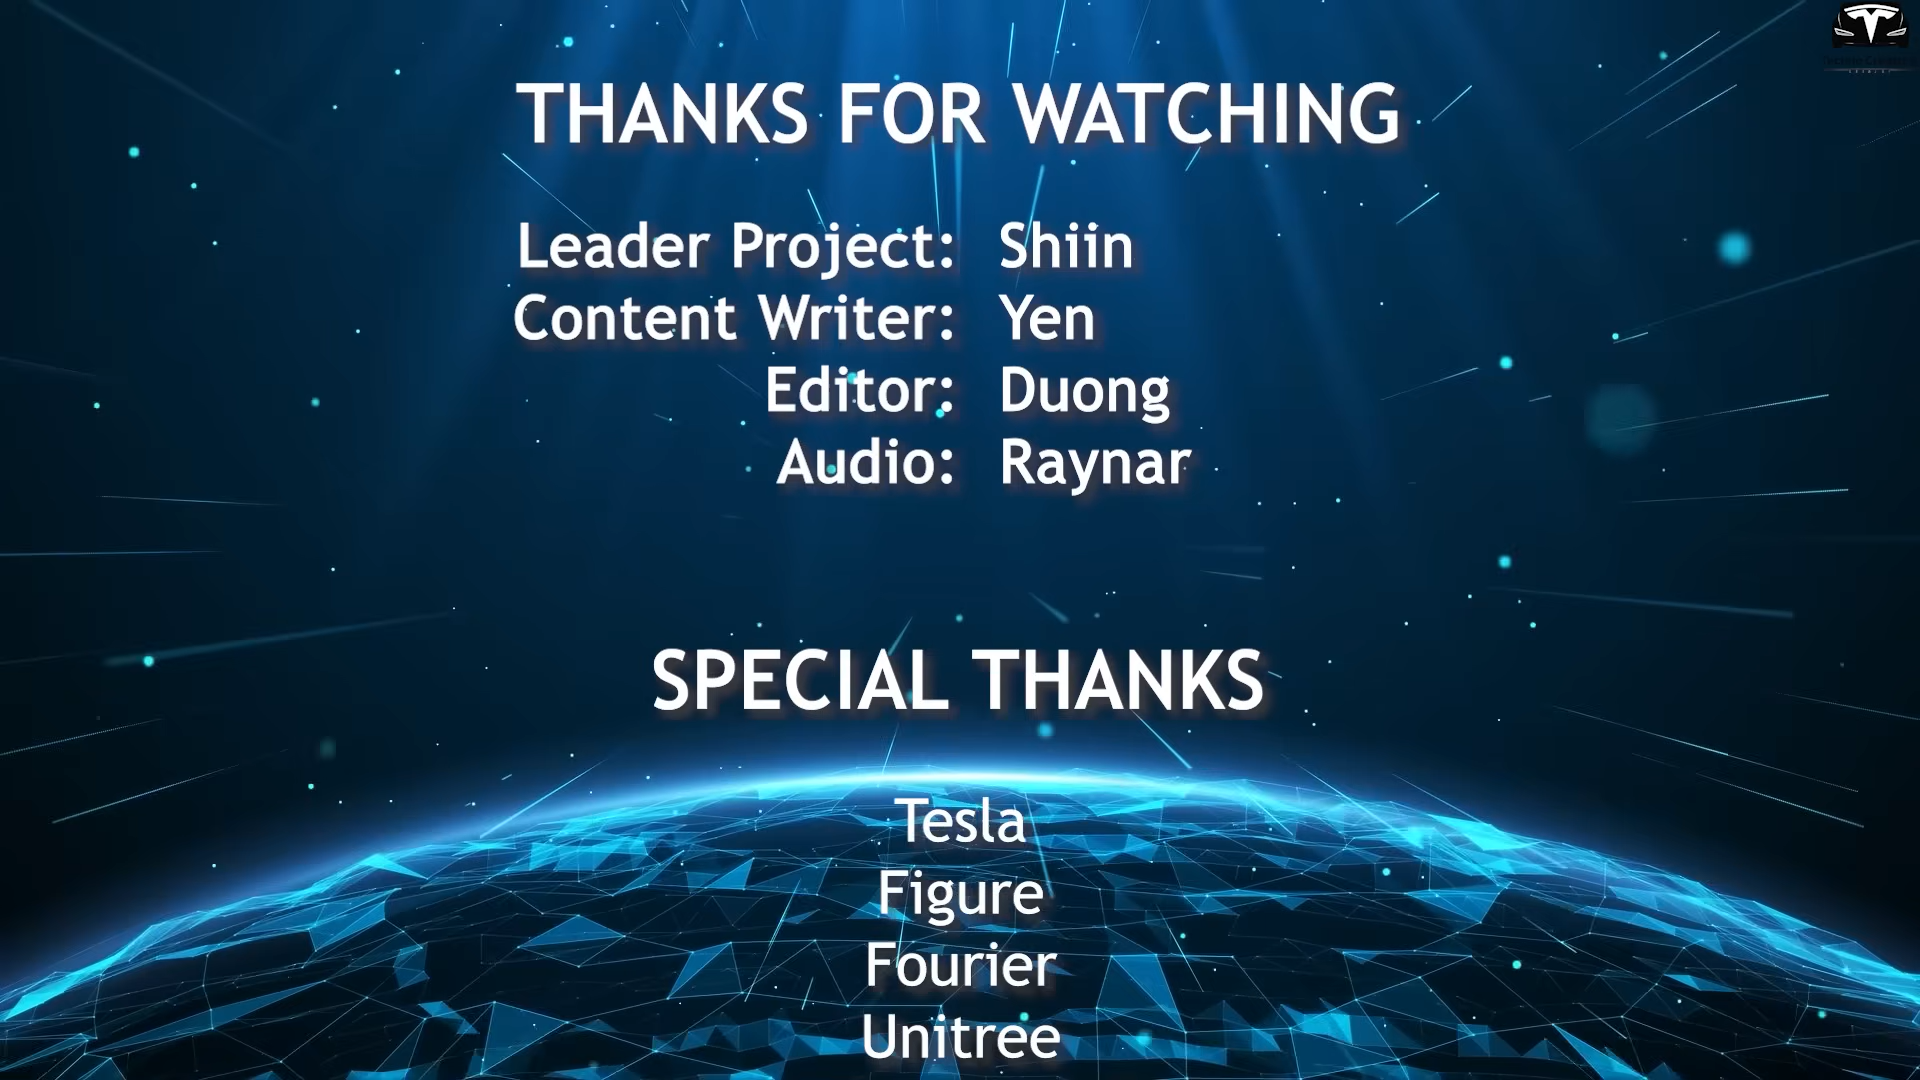 THANKS FOR WATCHING
Leader Project: Shiin
Content Writer: Yen
Editor: Duong
Audio: Raynar
SPECIAL THANKS
Tesla
Figure
Fourier
Unitree